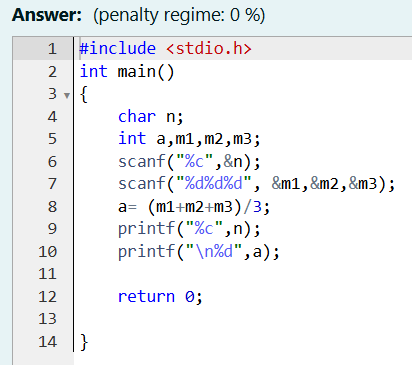 Answer: (penalty regime: 0 %)
1 #include <stdio.h>
2 int main()
3 {
4     char n;
5     int a,m1,m2,m3;
6     scanf("%c",&n);
7     scanf("%d%d%d", &m1,&m2,&m3);
8     a= (m1+m2+m3)/3;
9     printf("%c",n);
10     printf("\n%d",a);
11
12     return 0;
13
14 }